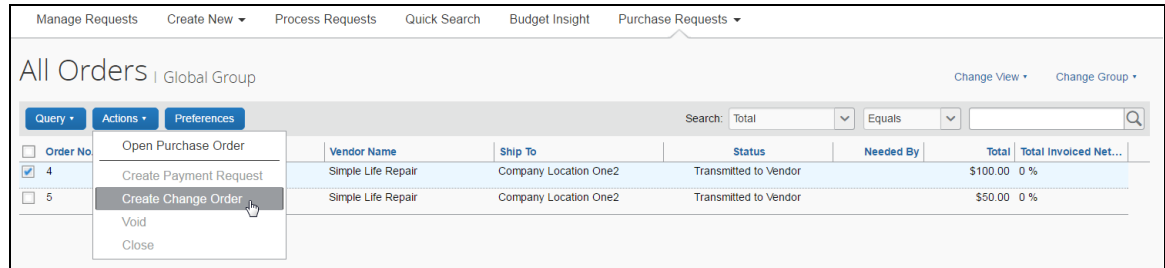 Manage Requests Create New Process Requests Quick Search Budget Insight Purchase Requests
All Orders | Global Group Change View Change Group
Query Actions Preferences Search: Total Equals
Order No. Vendor Name Ship To Status Needed By Total Total Invoiced Net...
4 Simple Life Repair Company Location One2 Transmitted to Vendor $100.00 0 %
5 Simple Life Repair Company Location One2 Transmitted to Vendor $50.00 0 %
Open Purchase Order
Create Payment Request
Create Change Order
Void
Close